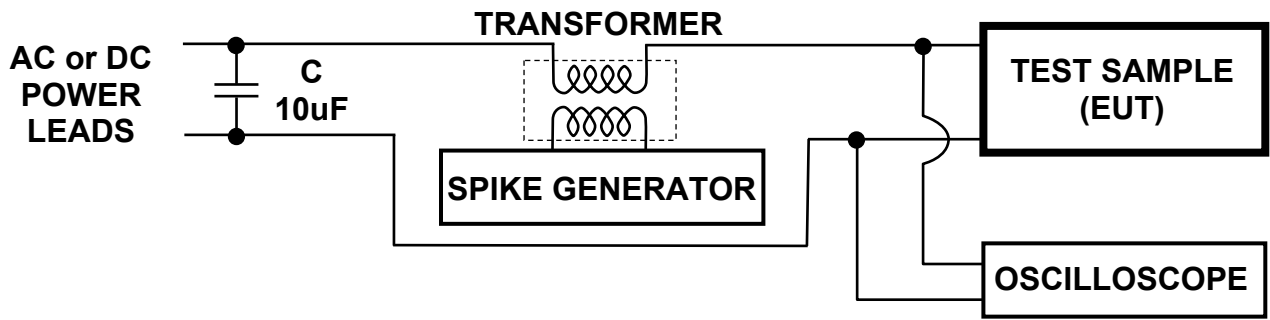 TRANSFORMER
AC or DC
POWER
LEADS
C
10uF
SPIKE GENERATOR
TEST SAMPLE
(EUT)
OSCILLOSCOPE